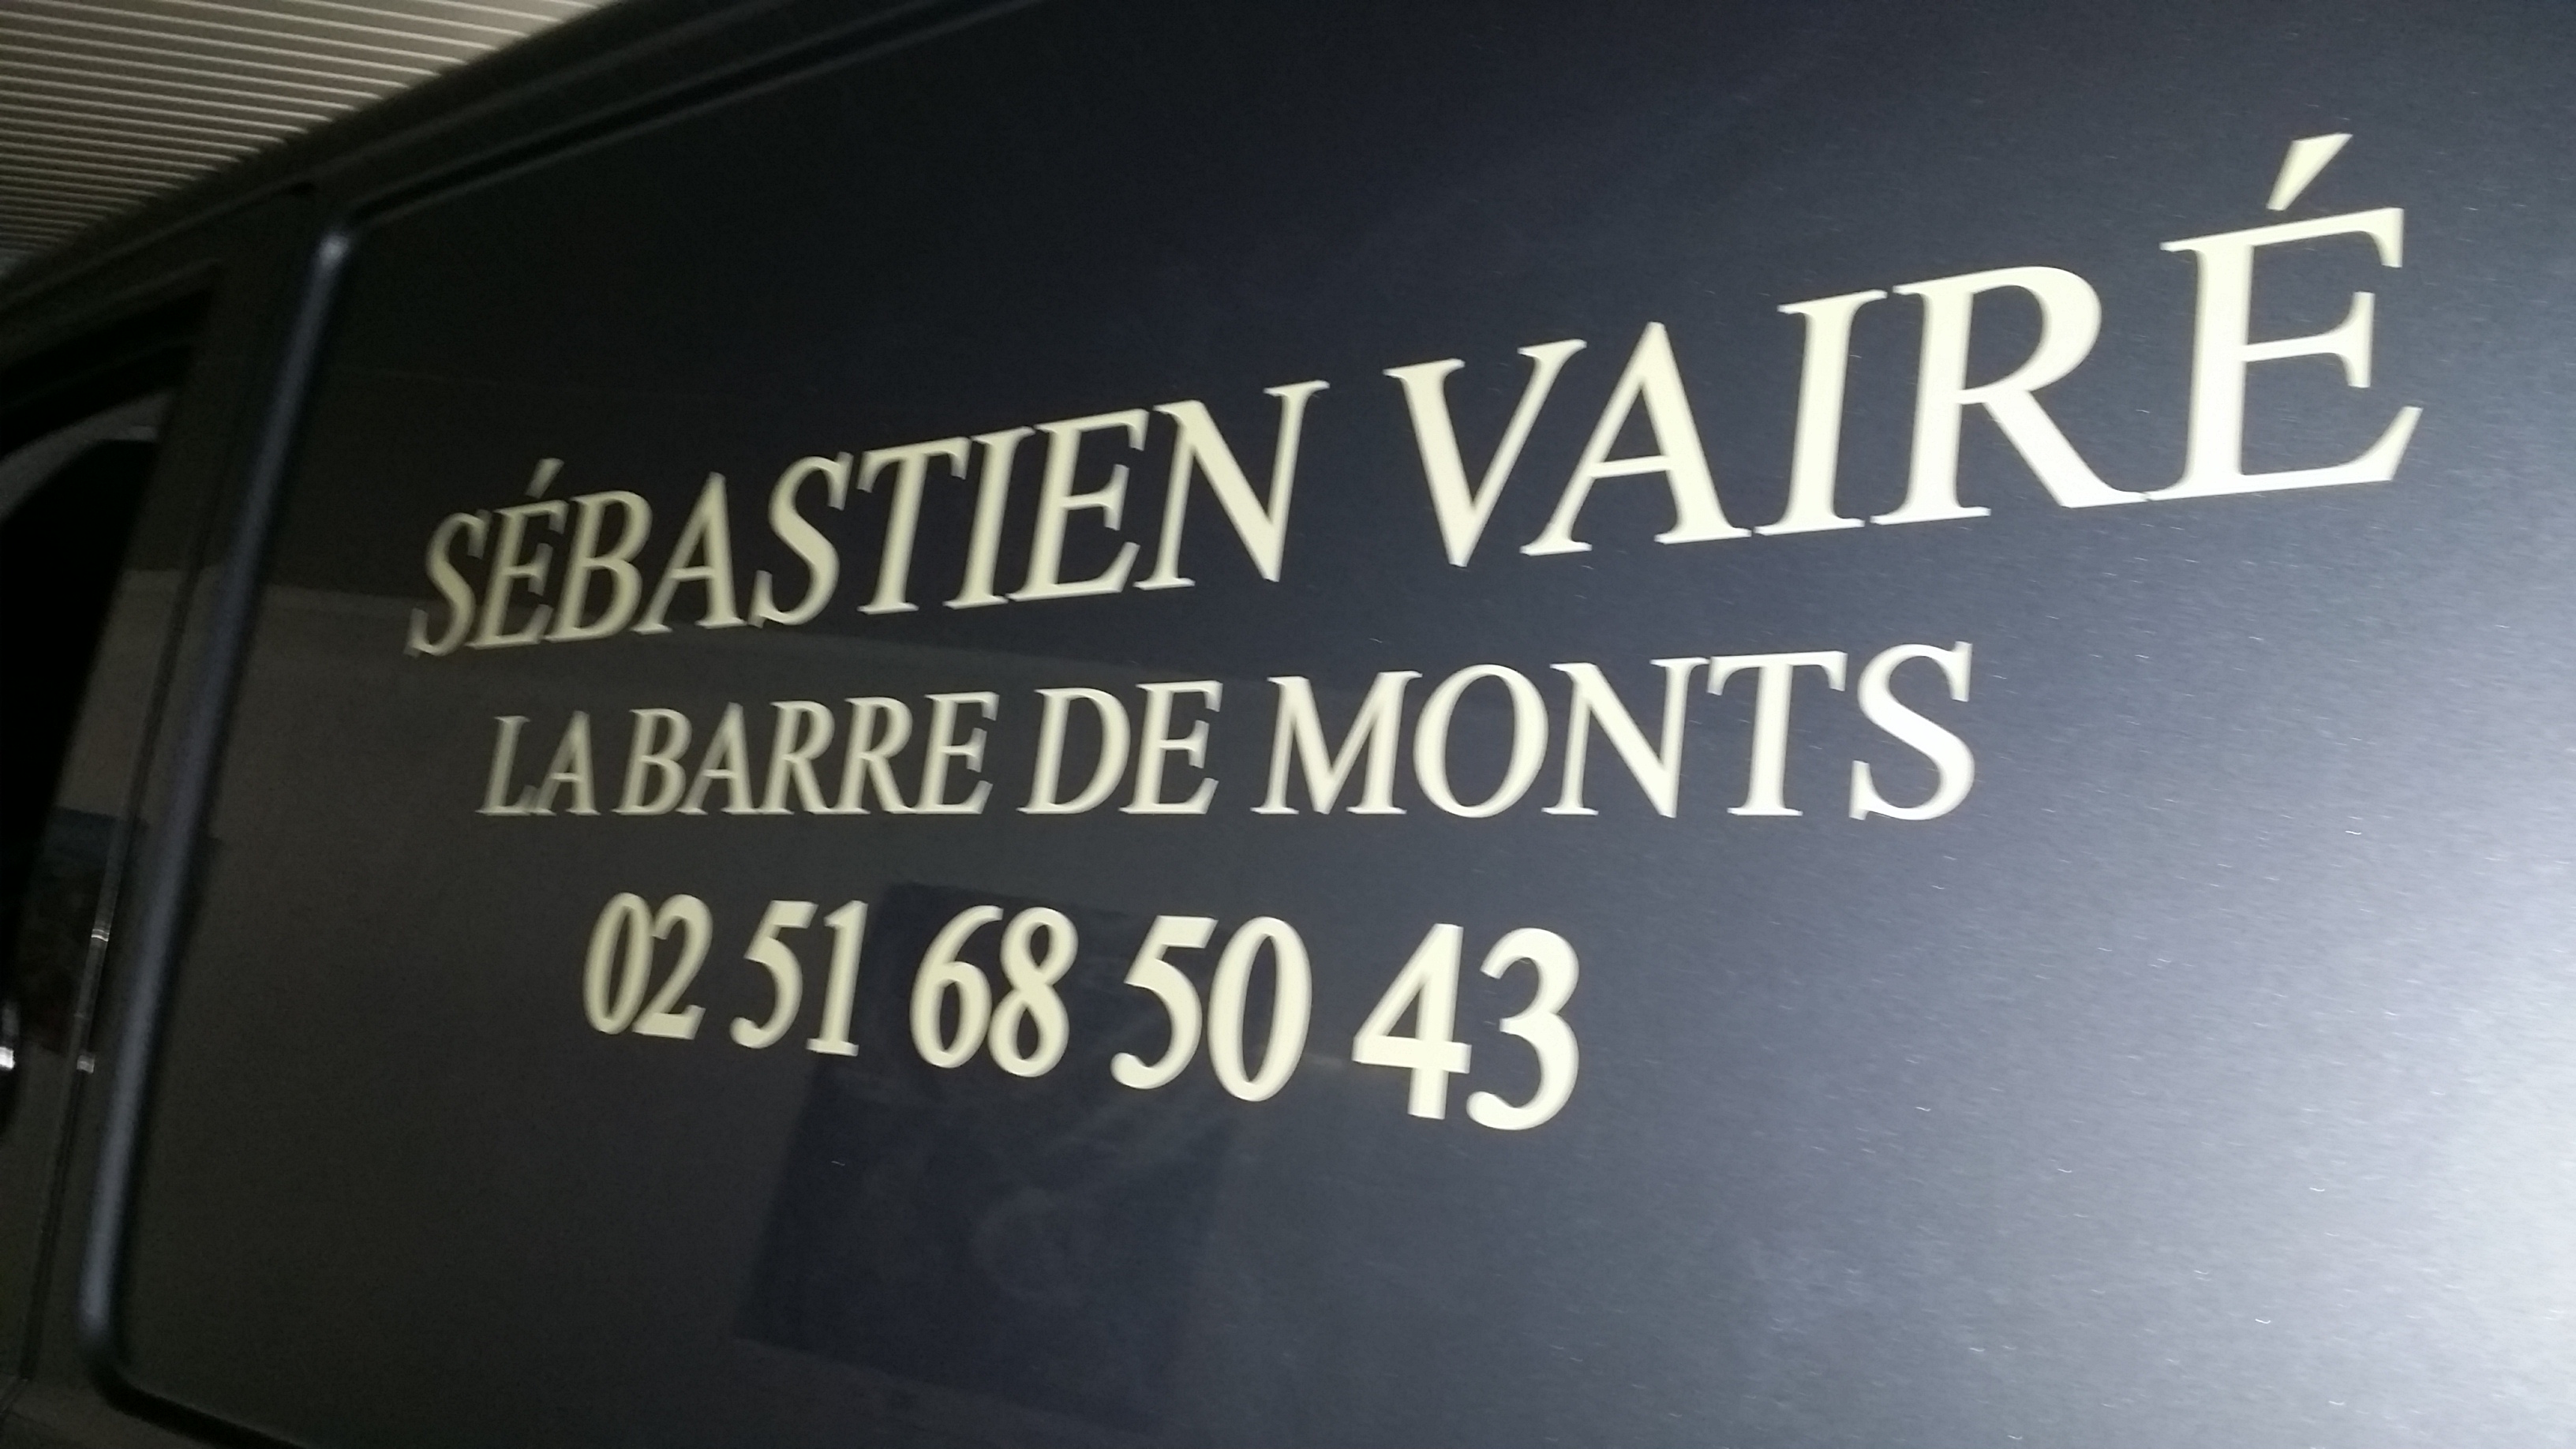 SÉBASTIEN VAIRÉ
LA BARRE DE MONTS
02 51 68 50 43